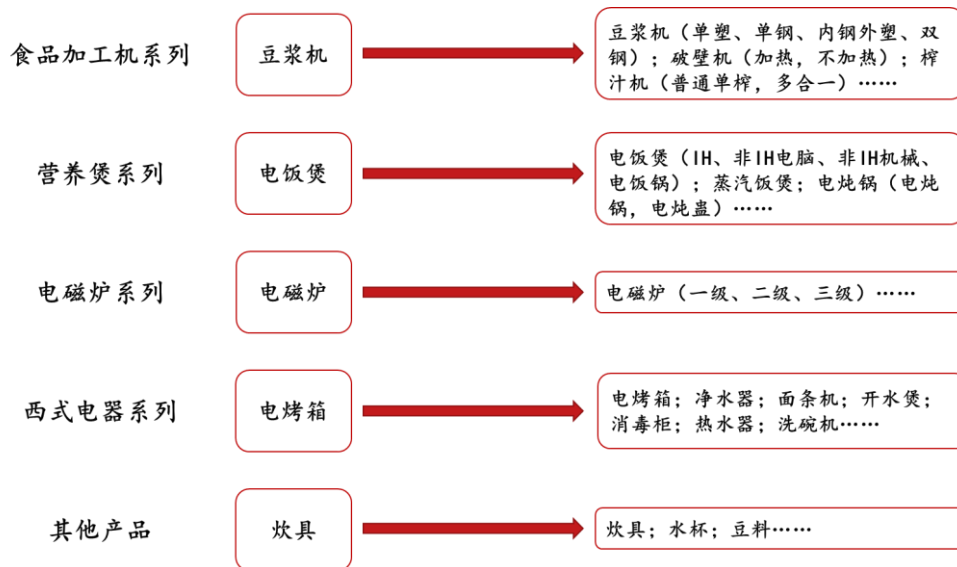 食品加工机系列
豆浆机
豆浆机（单塑、单钢、内钢外塑、双
钢）；破壁机（加热，不加热）；榨
汁机（普通单榨，多合一）……
营养煲系列
电饭煲
电饭煲（IH、非IH电脑、非IH机械、
电饭锅）；蒸汽饭煲；电炖锅（电炖
锅，电炖蛊）……
电磁炉系列
电磁炉
电磁炉（一级、二级、三级）……
西式电器系列
电烤箱
电烤箱；净水器；面条机；开水煲；
消毒柜；热水器；洗碗机……
其他产品
炊具
炊具；水杯；豆料……